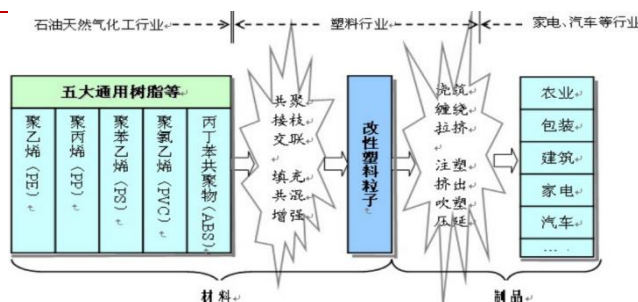 石油天然气化工行业
塑料行业
家电、汽车等行业
五大通用树脂等
聚乙烯(PE)
聚丙烯(PP)
聚苯乙烯(PS)
聚氯乙烯(PVC)
丙丁苯共聚物(ABS)
共聚
接枝
交联
填充
共混
增强
改性塑料粒子
浇筑
缠绕
拉挤
注塑
挤出
吹塑
压延
农业
包装
建筑
家电
汽车
....
材料
制品